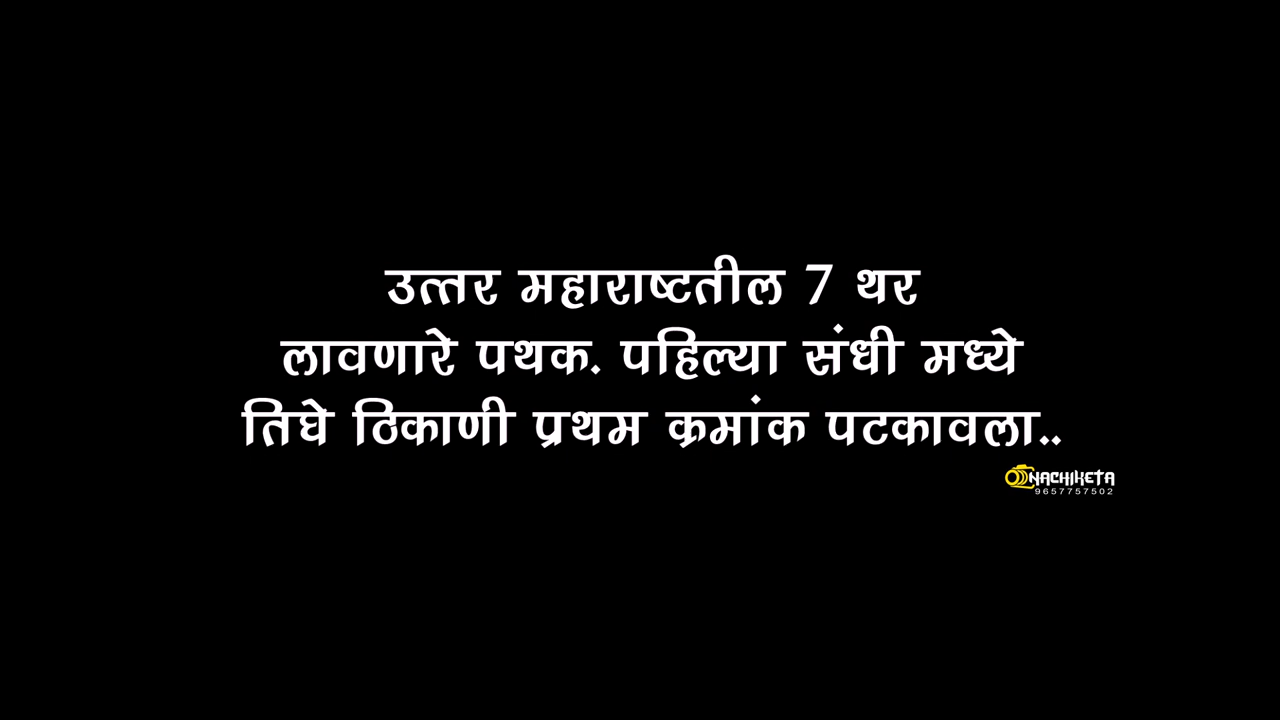 उत्तर महाराष्टतील 7 थर
लावणारे पथक. पहिल्या संधी मध्ये
तिघे ठिकाणी प्रथम क्रमांक पटकावला..
NACHIKETA
9657757502